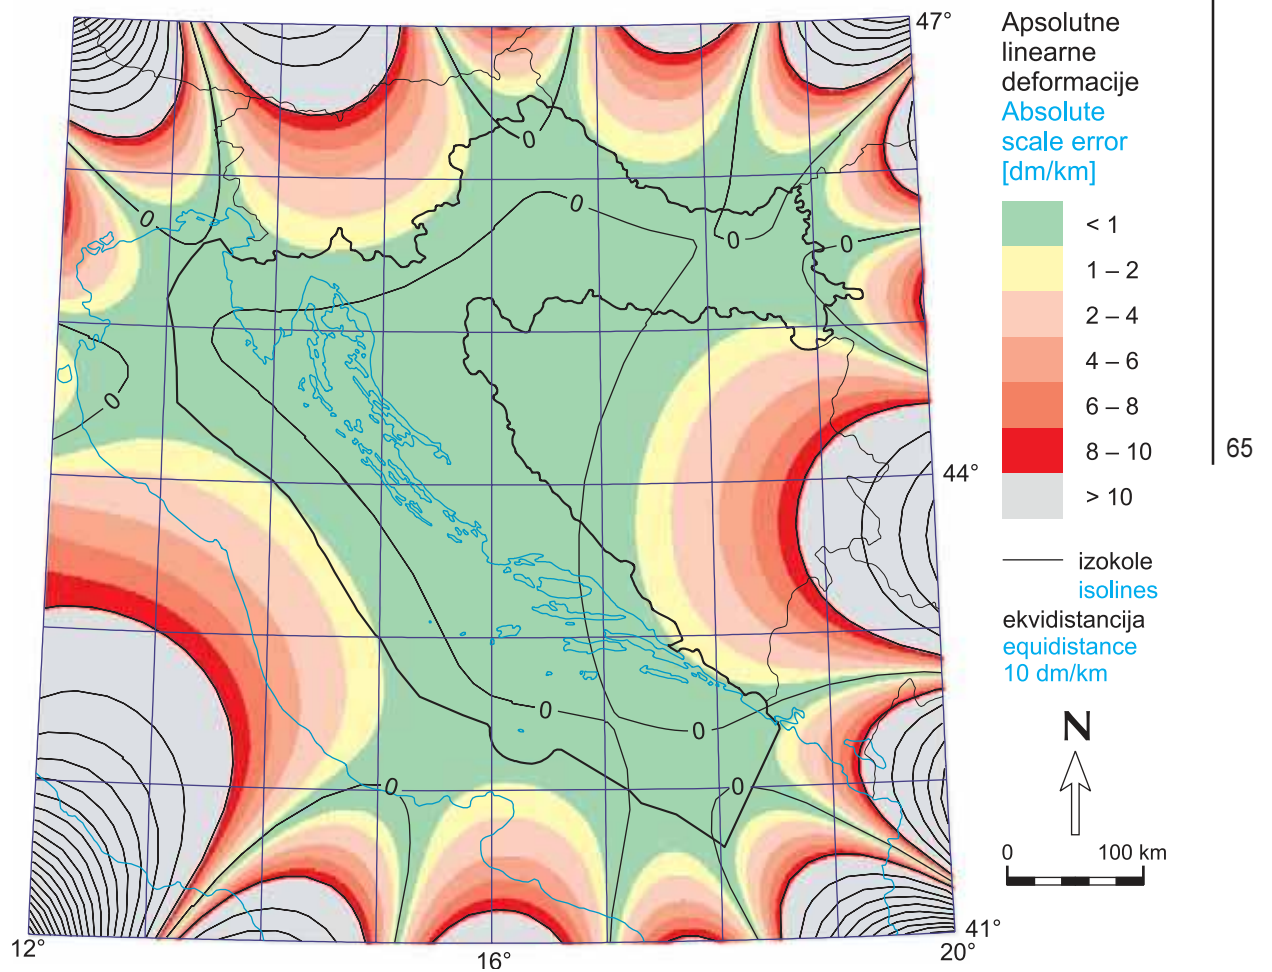 47°
44°
41°
12°
16°
20°
0
0
0
0
0
0
0
0
0
0
Apsolutne
linearne
deformacije
Absolute
scale error
[dm/km]
< 1
1 – 2
2 – 4
4 – 6
6 – 8
8 – 10
> 10
izokole
isolines
ekvidistancija
equidistance
10 dm/km
N
0 100 km
65